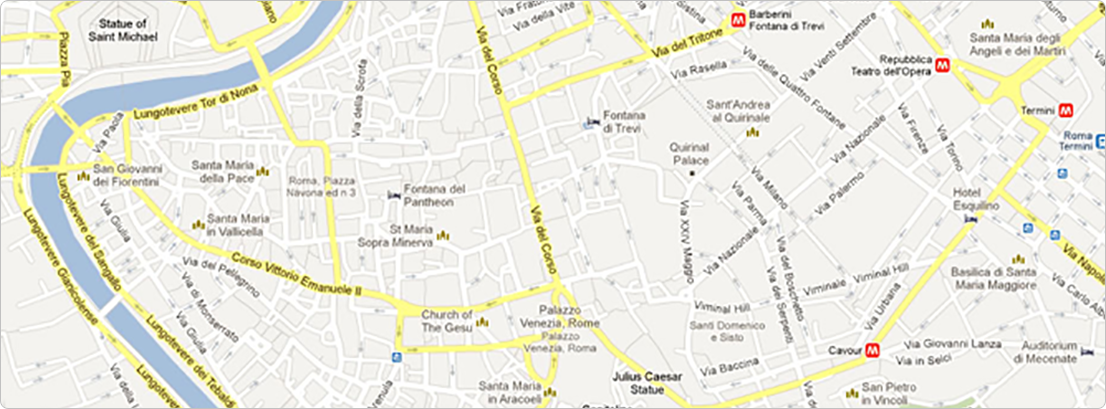 Statue of
Saint Michael
Piazza Pia
Via del Corso
Via della Vite
Barberini
Fontana di Trevi
Via del Tritone
Via Rasella
Via delle Quattro Fontane
Via Venti Settembre
Santa Maria degli
Angeli e dei Martiri
Repubblica
Teatro dell'Opera
Termini
Roma
Termini
Lungotevere Tor di Nona
Via della Scrofa
Via Paola
Fontana
di Trevi
Sant'Andrea
al Quirinale
Via Nazionale
Via Firenze
Via Torino
San Giovanni
dei Fiorentini
Santa Maria
della Pace
Roma, Piazza
Navona ed n 3
Fontana del
Pantheon
Quirinal
Palace
Via Milano
Via Parma
Via Palermo
Hotel
Esquilino
Via Giulia
Santa Maria
in Vallicella
St Maria
Sopra Minerva
Via del Corso
Via XXIV Maggio
Via Nazionale
Via del Boschetto
Via dei Serpenti
Lungotevere Gianicolense
Lungotevere del Sangallo
Via del Pellegrino
Corso Vittorio Emanuele II
Via di Monserrato
Via Giulia
Viminale Hill
Viminal Hill
Via Urbana
Basilica di Santa
Maria Maggiore
Via Napole
Via Carlo Alb
Church of
The Gesu
Palazzo
Venezia, Rome
Palazzo
Venezia, Roma
Santi Domenico
e Sisto
Cavour
Via Giovanni Lanza
Via in Selci
Auditorium
di Mecenate
Lungotevere dei Tebaldi
Via della
Lungotevere
Via Baccina
Santa Maria
in Aracoeli
Julius Caesar
Statue
San Pietro
in Vincoli